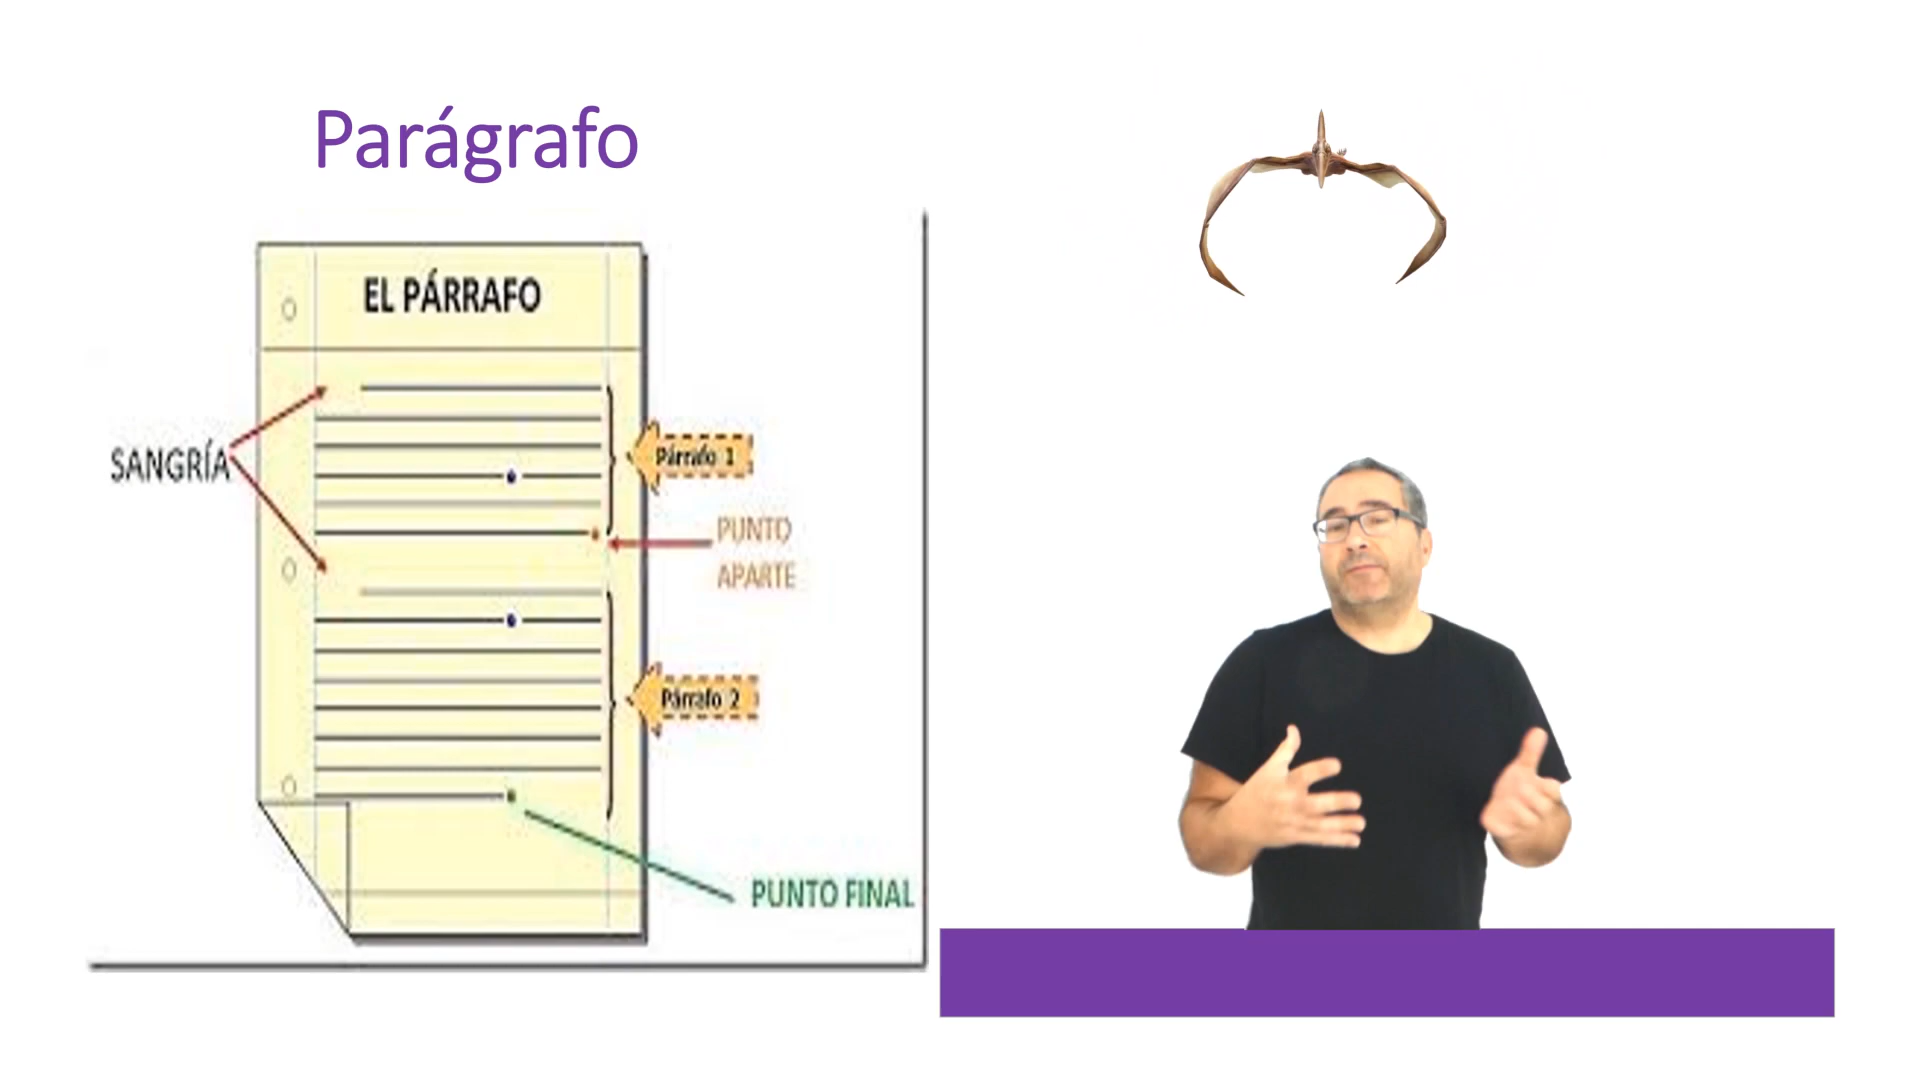 Parágrafo
EL PÁRRAFO
SANGRÍA
Párrafo 1
PUNTO
APARTE
Párrafo 2
PUNTO FINAL